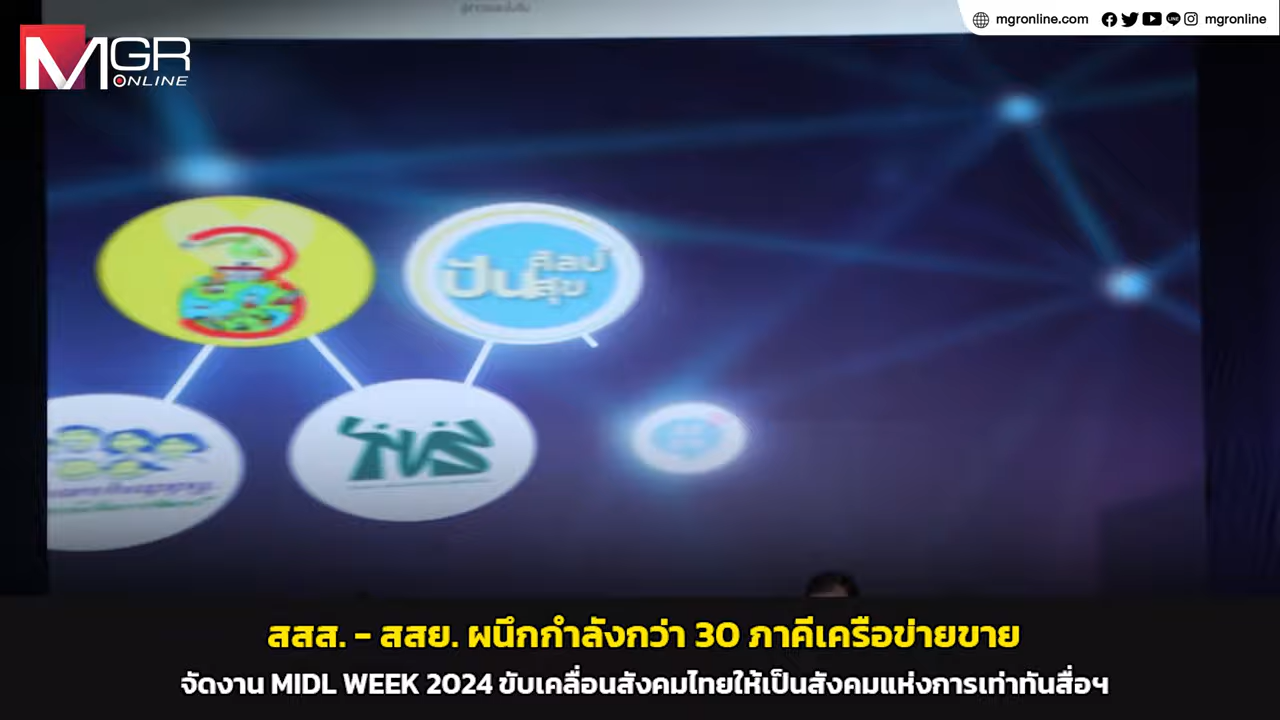 MGR
ONLINE
mgronline.com mgronline
ปันศิลป์
สุข
สสส. - สสย. ผนึกกำลังกว่า 30 ภาคีเครือข่ายขาย
จัดงาน MIDL WEEK 2024 ขับเคลื่อนสังคมไทยให้เป็นสังคมแห่งการเท่าทันสื่อฯ